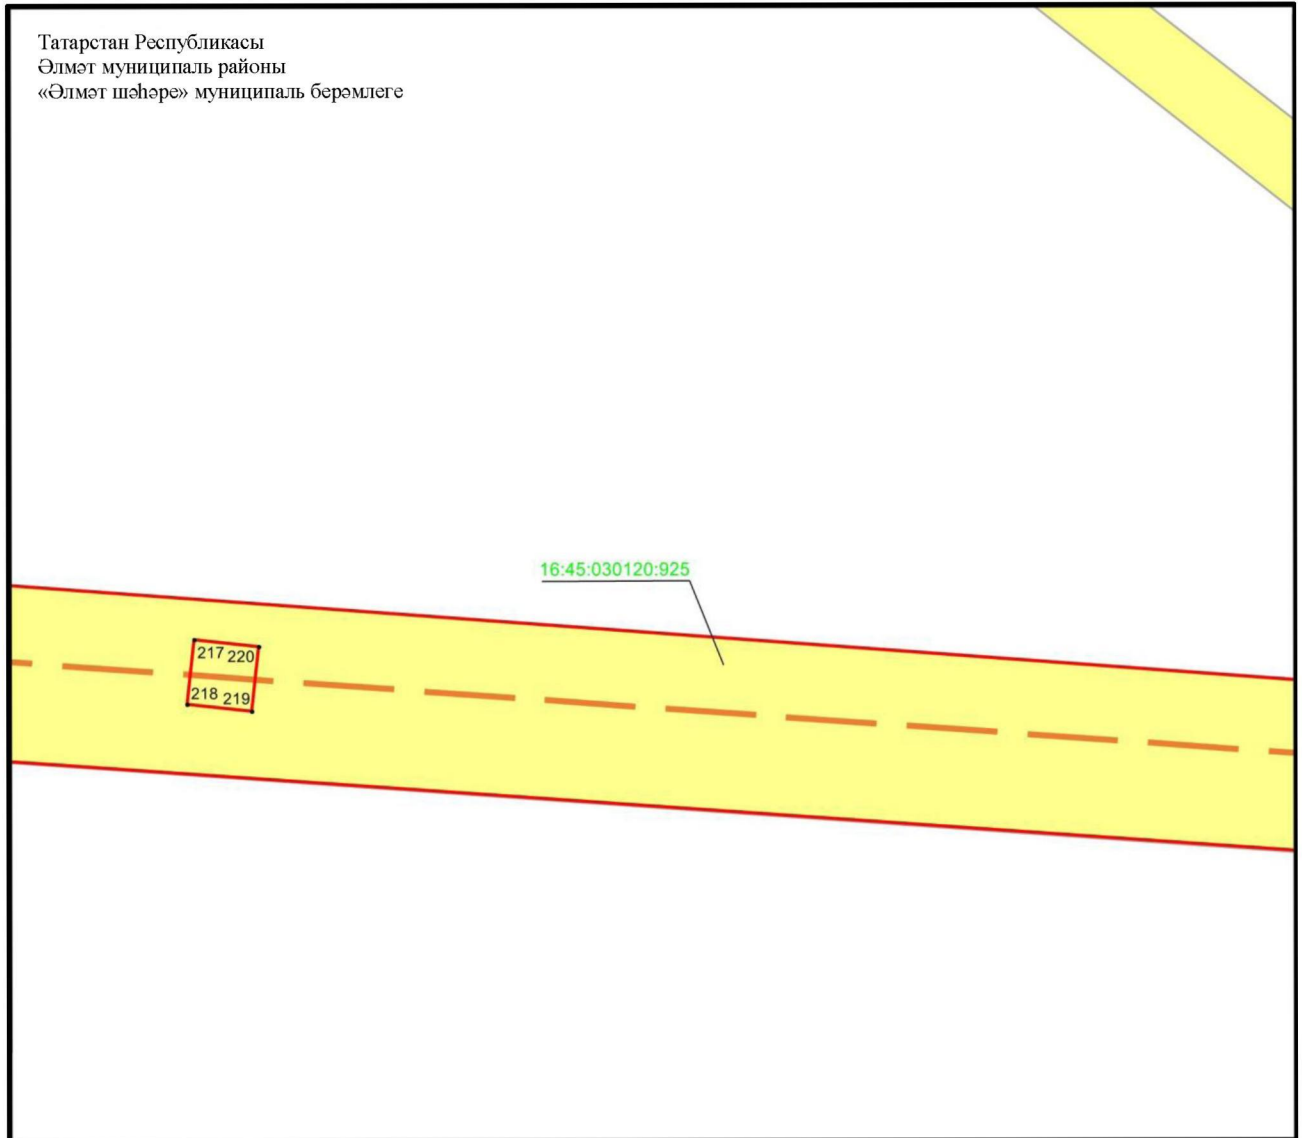 Татарстан Республикасы
Әлмәт муниципаль районы
«Әлмәт шәһәре» муниципаль берәмлеге
16:45:030120:925
217 220
218 219